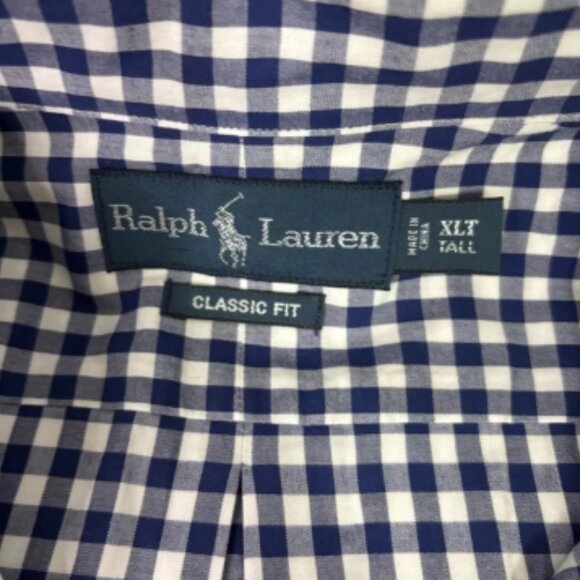 Ralph Lauren
MADE IN
CHINA
XLT
TALL
CLASSIC FIT